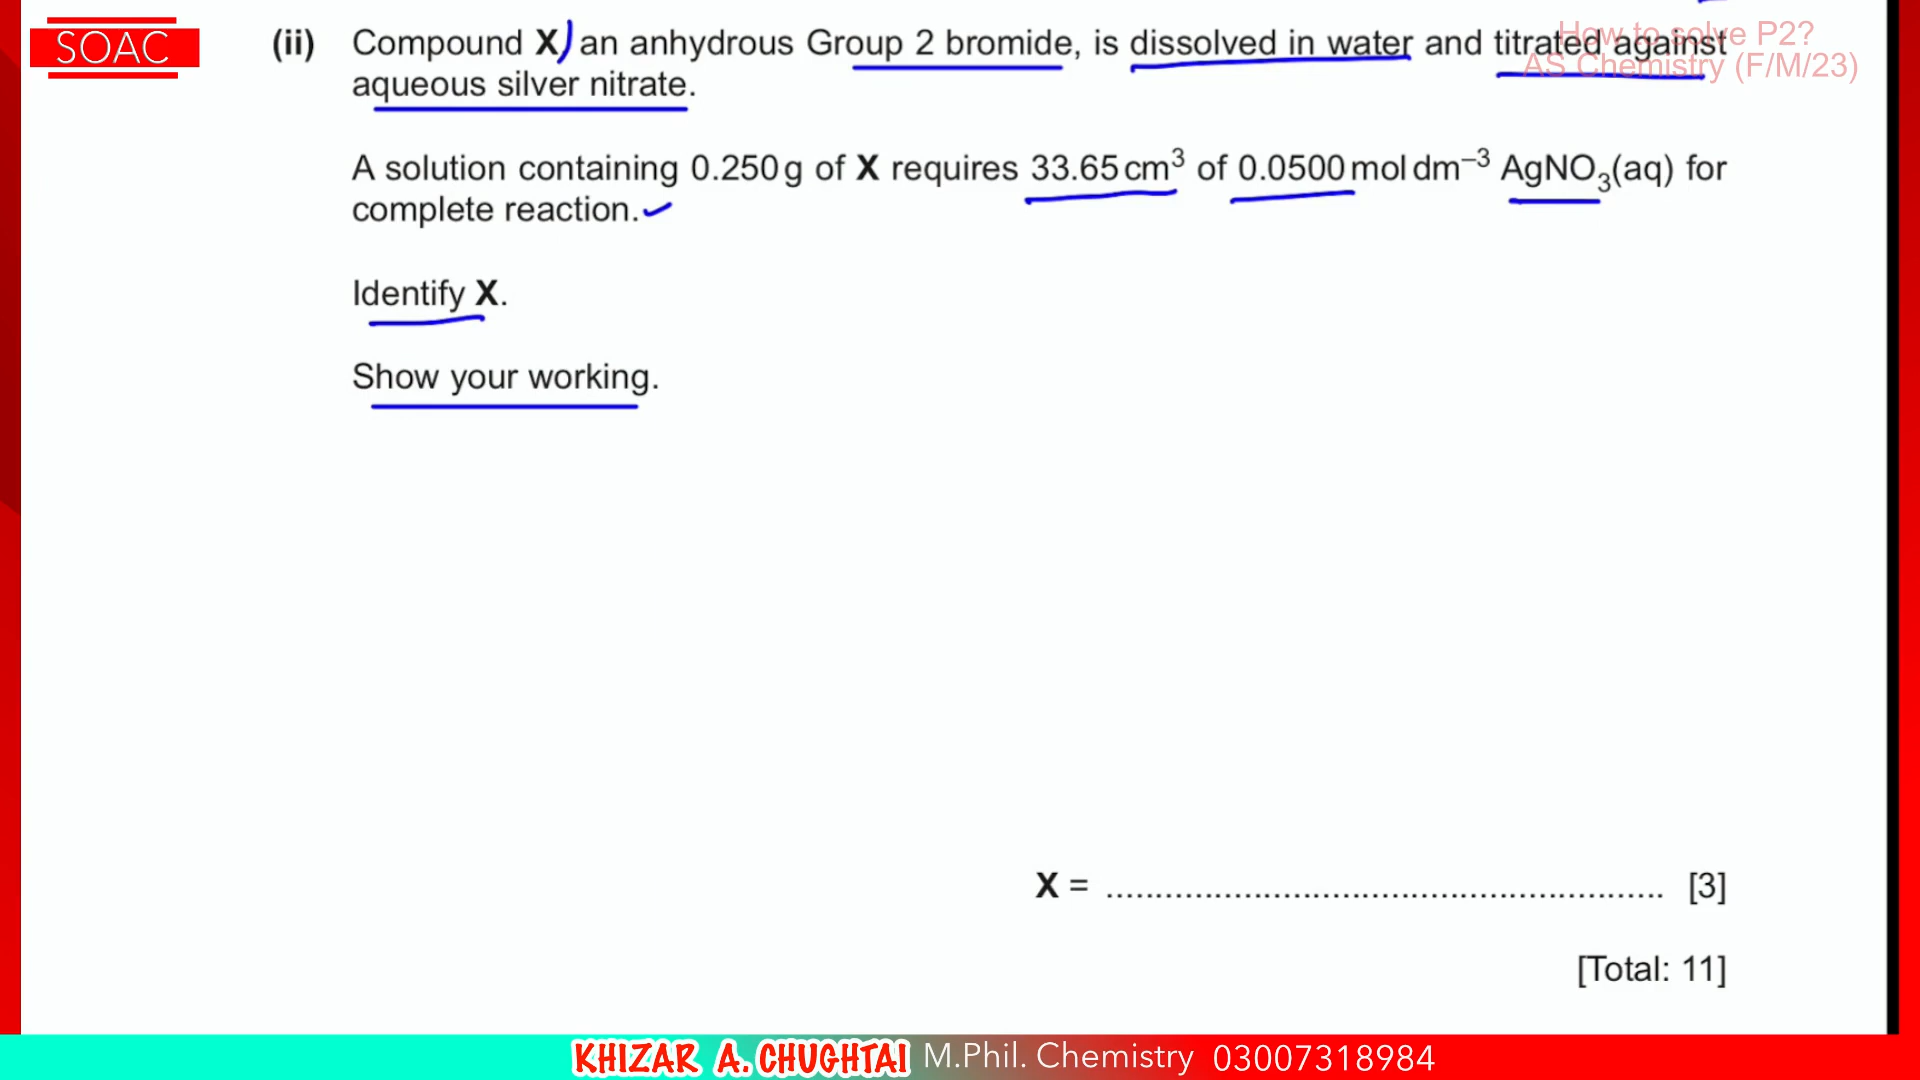 SOAC
How to solve P2?
AS Chemistry (F/M/23)
(ii) Compound X, an anhydrous Group 2 bromide, is dissolved in water and titrated against
aqueous silver nitrate.
A solution containing 0.250 g of X requires 33.65 cm³ of 0.0500 mol dm⁻³ AgNO₃(aq) for
complete reaction.
Identify X.
Show your working.
X = ........................................................ [3]
[Total: 11]
KHIZAR A. CHUGHTAI M.Phil. Chemistry 03007318984